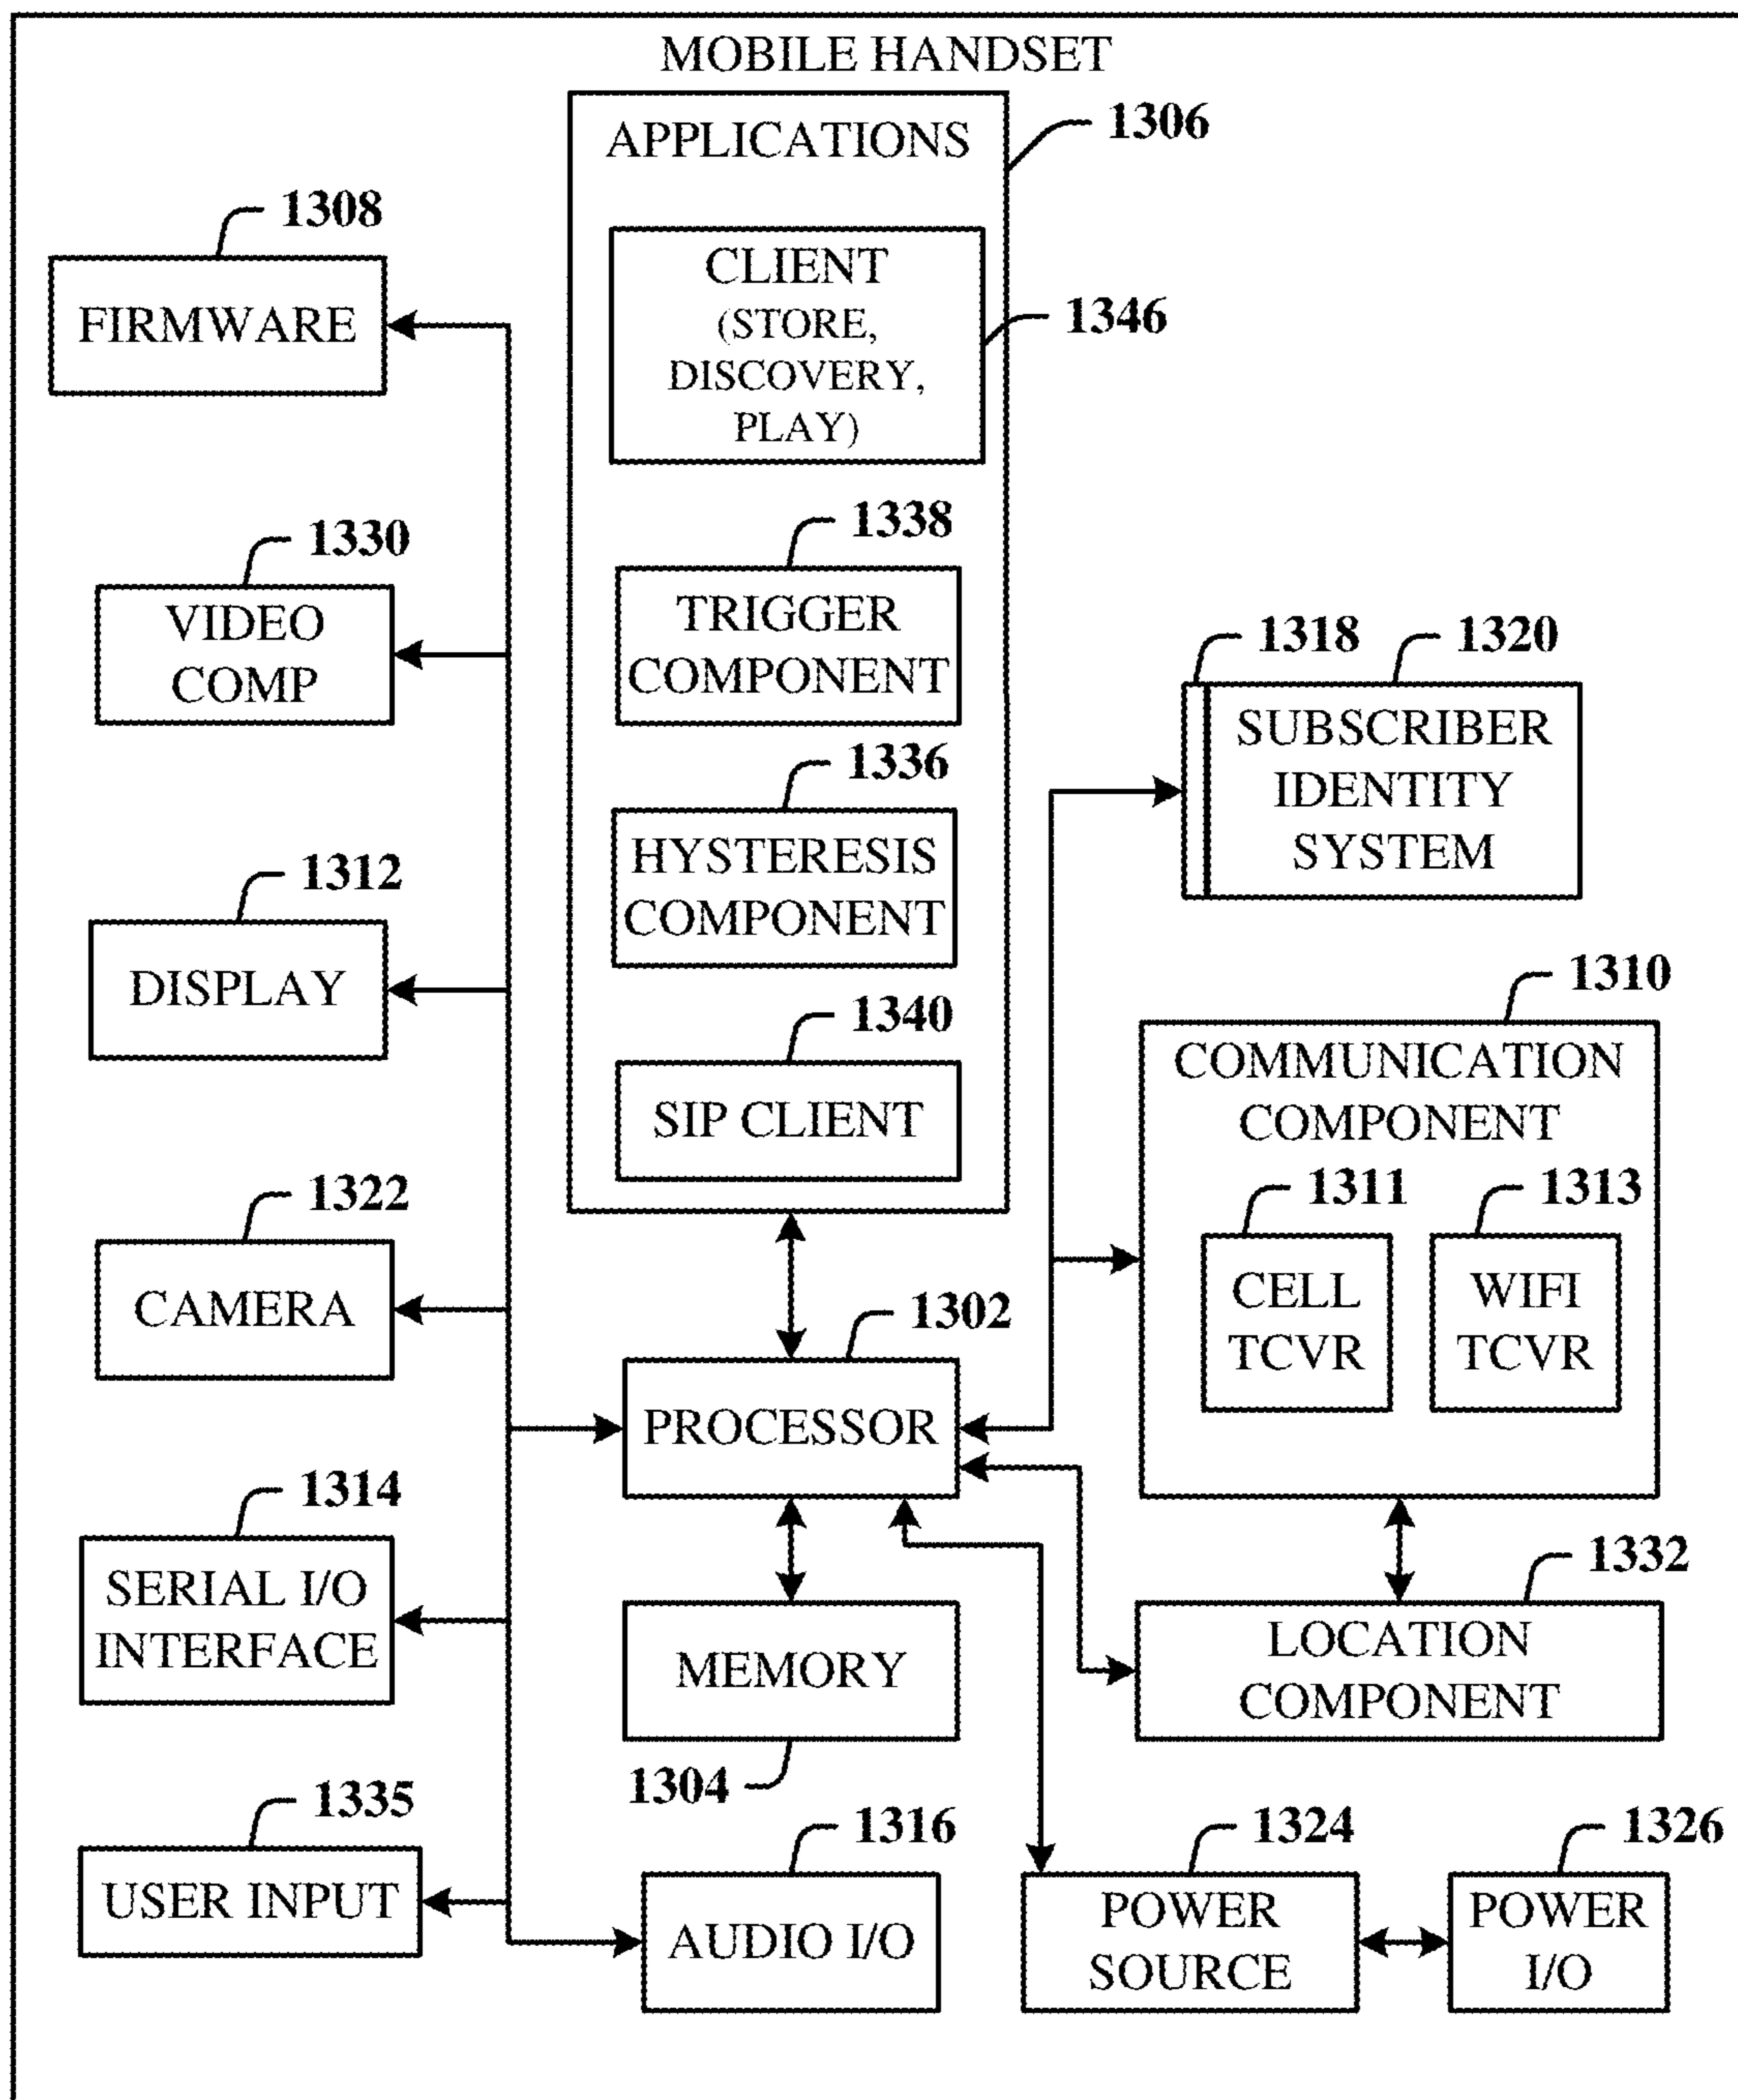 MOBILE HANDSET
APPLICATIONS
1306
CLIENT
(STORE,
DISCOVERY,
PLAY)
1346
1338
TRIGGER
COMPONENT
1336
HYSTERESIS
COMPONENT
1340
SIP CLIENT
1308
FIRMWARE
1330
VIDEO
COMP
1312
DISPLAY
1322
CAMERA
1314
SERIAL I/O
INTERFACE
1335
USER INPUT
1302
PROCESSOR
MEMORY
1304
1316
AUDIO I/O
1318
1320
SUBSCRIBER
IDENTITY
SYSTEM
1310
COMMUNICATION
COMPONENT
1311
CELL
TCVR
1313
WIFI
TCVR
1332
LOCATION
COMPONENT
1324
POWER
SOURCE
1326
POWER
I/O